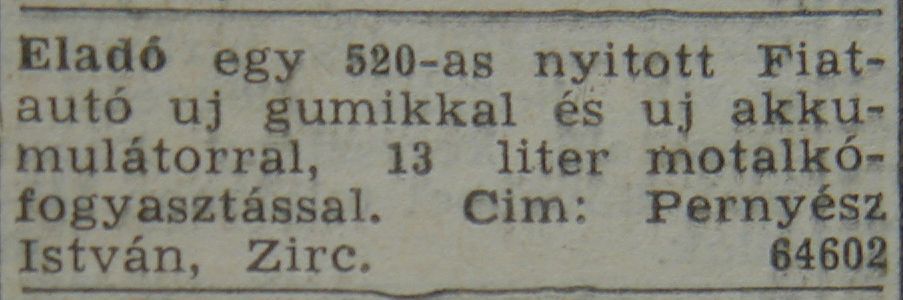 Eladó egy 520-as nyitott Fiat-
autó uj gumikkal és uj akku-
mulátorral, 13 liter motalkó-
fogyasztással. Cim: Pernyész
István, Zirc. 64602